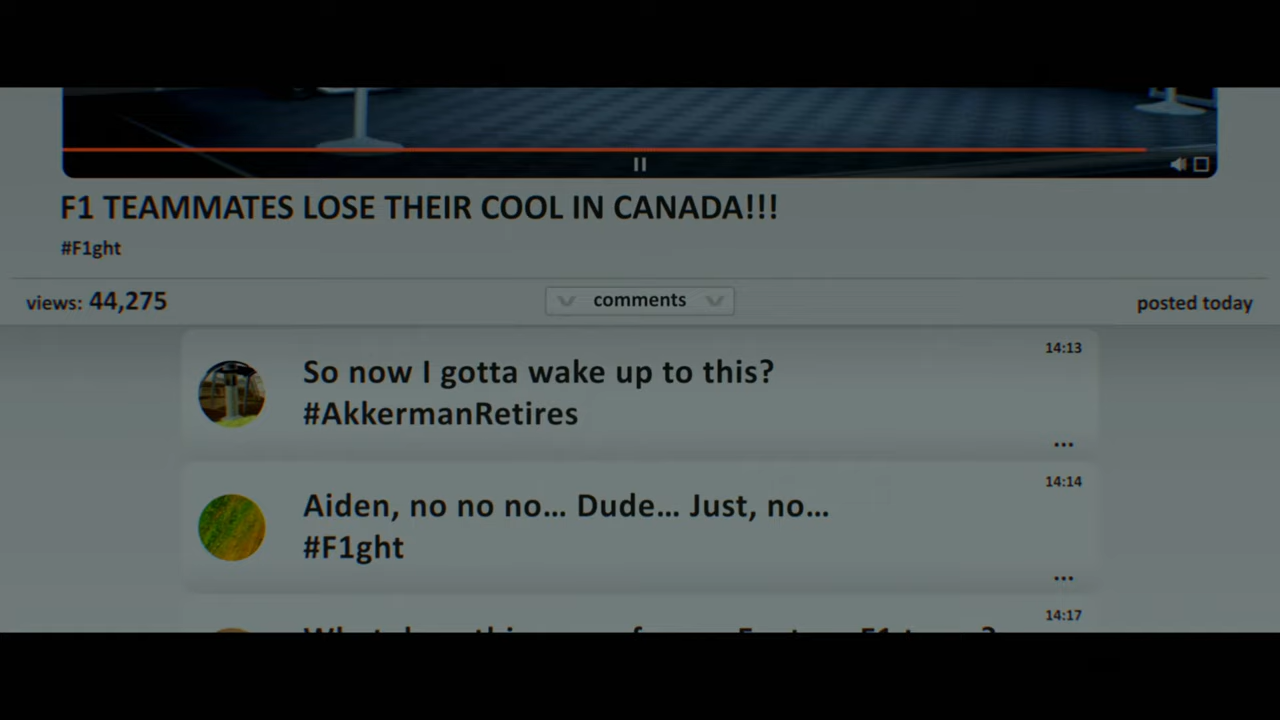 F1 TEAMMATES LOSE THEIR COOL IN CANADA!!!
#F1ght
views: 44,275
comments
posted today
14:13
So now I gotta wake up to this?
#AkkermanRetires
...
14:14
Aiden, no no no... Dude... Just, no...
#F1ght
...
14:17